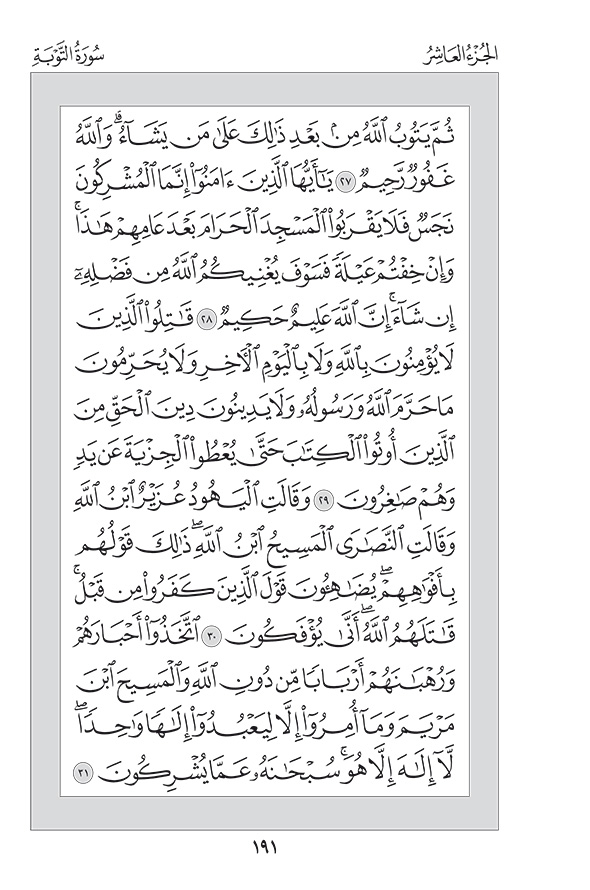 الجُزْءُ العَاشِرُ
سُورَةُ التَّوْبَةِ
ثُمَّ يَتُوبُ ٱللَّهُ مِنۢ بَعْدِ ذَٰلِكَ عَلَىٰ مَن يَشَآءُۗ وَٱللَّهُ
غَفُورٌ رَّحِيمٌ ٢٧ يَٰٓأَيُّهَا ٱلَّذِينَ ءَامَنُوٓا۟ إِنَّمَا ٱلْمُشْرِكُونَ
نَجَسٌ فَلَا يَقْرَبُوا۟ ٱلْمَسْجِدَ ٱلْحَرَامَ بَعْدَ عَامِهِمْ هَٰذَاۚ
وَإِنْ خِفْتُمْ عَيْلَةً فَسَوْفَ يُغْنِيكُمُ ٱللَّهُ مِن فَضْلِهِۦٓ
إِن شَآءَۚ إِنَّ ٱللَّهَ عَلِيمٌ حَكِيمٌ ٢٨ قَٰتِلُوا۟ ٱلَّذِينَ
لَا يُؤْمِنُونَ بِٱللَّهِ وَلَا بِٱلْيَوْمِ ٱلْـَٔاخِرِ وَلَا يُحَرِّمُونَ
مَا حَرَّمَ ٱللَّهُ وَرَسُولُهُۥ وَلَا يَدِينُونَ دِينَ ٱلْحَقِّ مِنَ
ٱلَّذِينَ أُوتُوا۟ ٱلْكِتَٰبَ حَتَّىٰ يُعْطُوا۟ ٱلْجِزْيَةَ عَن يَدٍ
وَهُمْ صَٰغِرُونَ ٢٩ وَقَالَتِ ٱلْيَهُودُ عُزَيْرٌ ٱبْنُ ٱللَّهِ
وَقَالَتِ ٱلنَّصَٰرَى ٱلْمَسِيحُ ٱبْنُ ٱللَّهِۖ ذَٰلِكَ قَوْلُهُم
بِأَفْوَٰهِهِمْۖ يُضَٰهِـُٔونَ قَوْلَ ٱلَّذِينَ كَفَرُوا۟ مِن قَبْلُۚ
قَٰتَلَهُمُ ٱللَّهُۖ أَنَّىٰ يُؤْفَكُونَ ٣٠ ٱتَّخَذُوٓا۟ أَحْبَارَهُمْ
وَرُهْبَٰنَهُمْ أَرْبَابًا مِّن دُونِ ٱللَّهِ وَٱلْمَسِيحَ ٱبْنَ
مَرْيَمَ وَمَآ أُمِرُوٓا۟ إِلَّا لِيَعْبُدُوٓا۟ إِلَٰهًا وَٰحِدًاۖ
لَّآ إِلَٰهَ إِلَّا هُوَۚ سُبْحَٰنَهُۥ عَمَّا يُشْرِكُونَ ٣١
١٩١